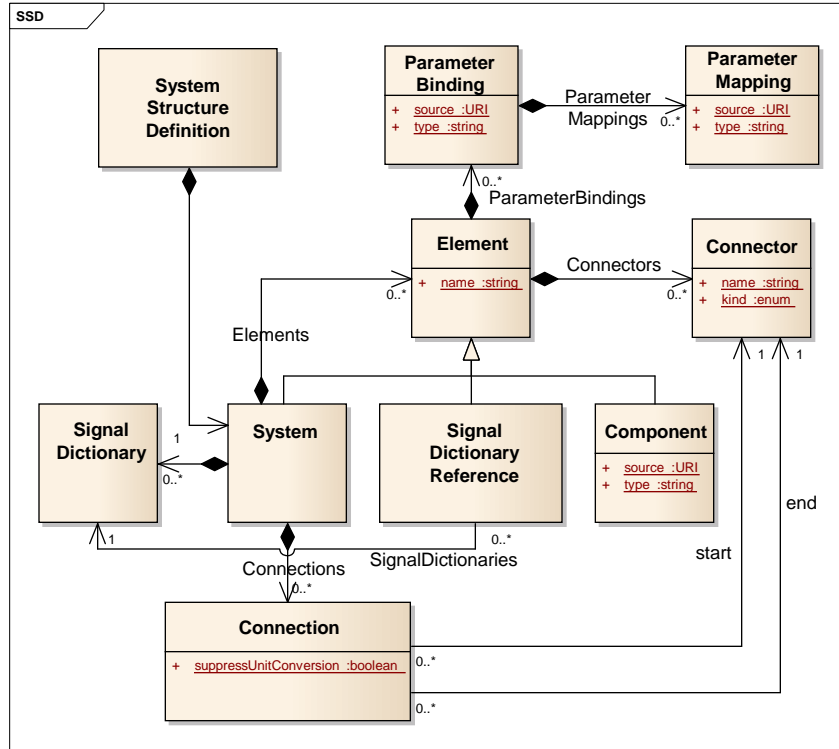 SSD
System
Structure
Definition
Parameter
Binding
+ source :URI
+ type :string
Parameter
Mappings
0..*
Parameter
Mapping
+ source :URI
+ type :string
0..*
ParameterBindings
Element
+ name :string
Connectors
0..*
Connector
+ name :string
+ kind :enum
0..*
Elements
1
1
Signal
Dictionary
1
0..*
System
Signal
Dictionary
Reference
Component
+ source :URI
+ type :string
end
start
1
0..*
SignalDictionaries
Connections
0..*
Connection
+ suppressUnitConversion :boolean
0..*
0..*